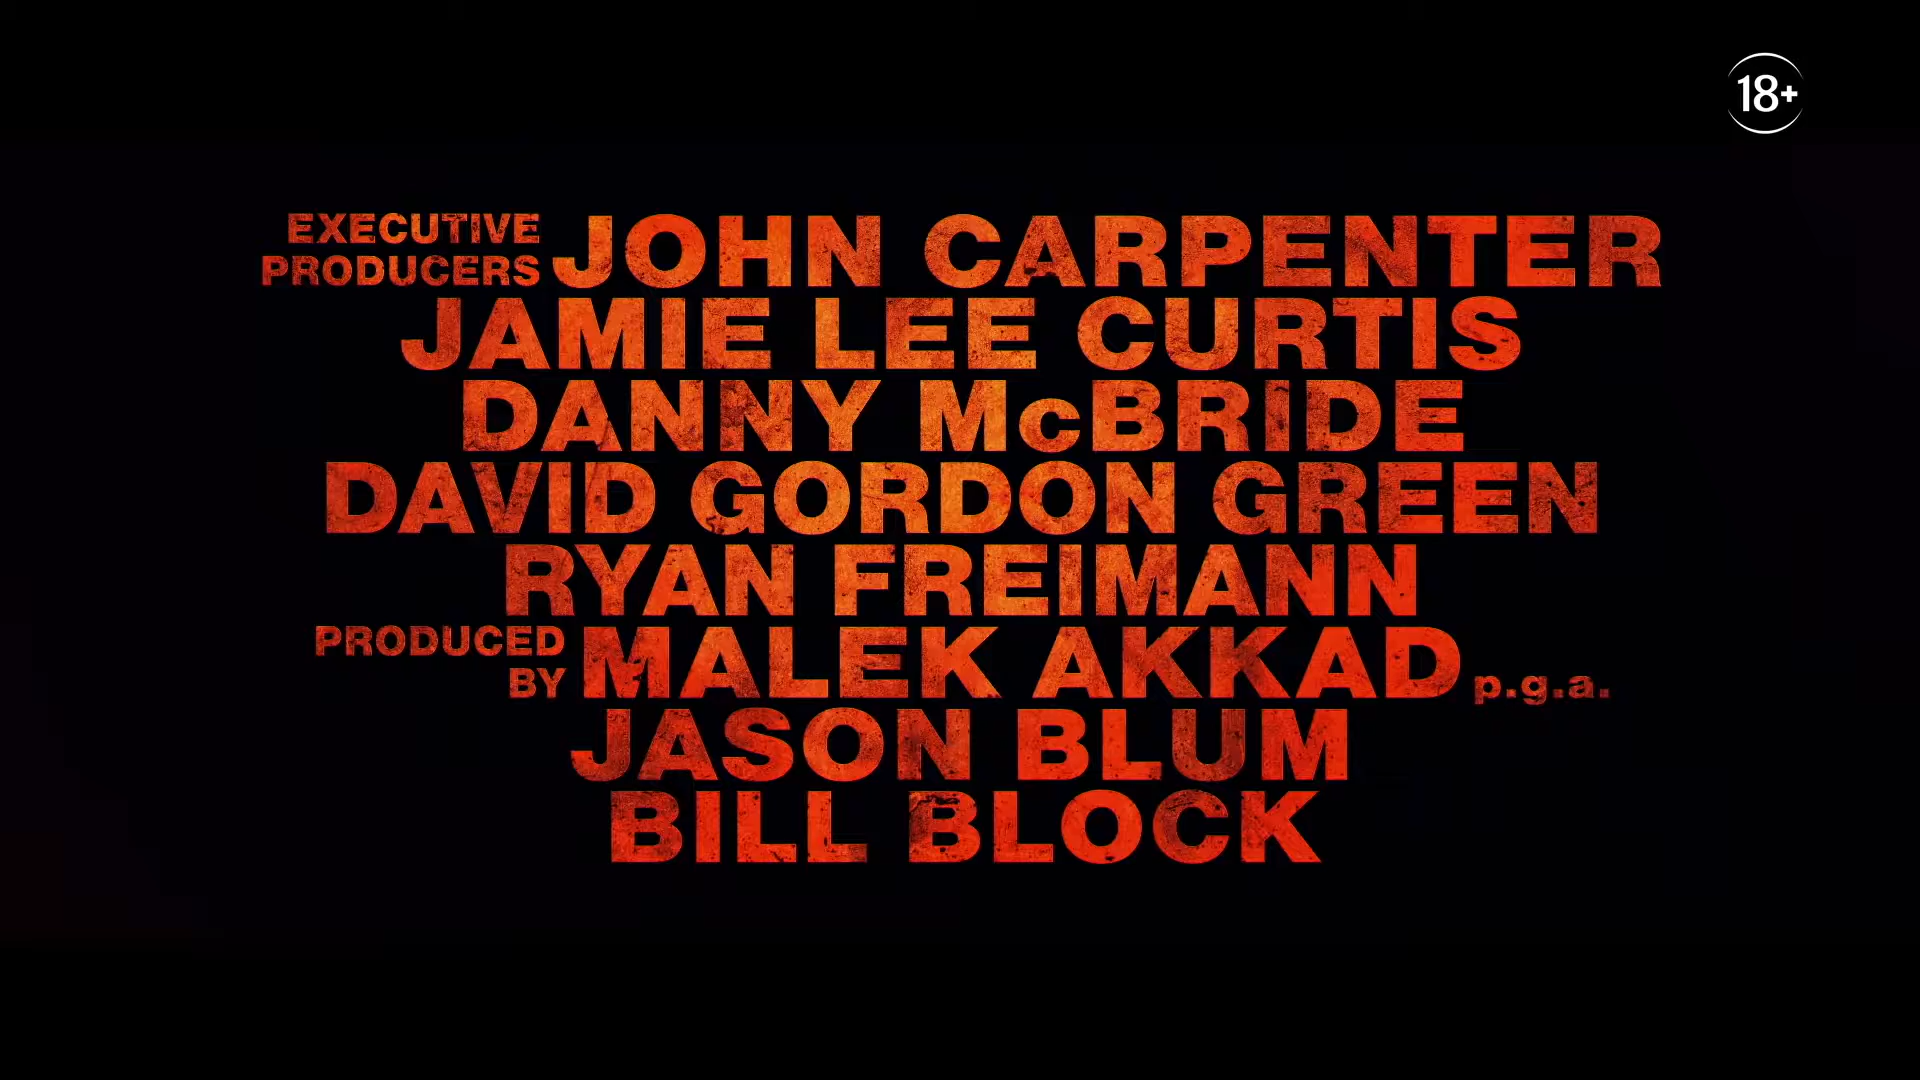 18+
EXECUTIVE PRODUCERS JOHN CARPENTER
JAMIE LEE CURTIS
DANNY McBRIDE
DAVID GORDON GREEN
RYAN FREIMANN
PRODUCED BY MALEK AKKAD p.g.a.
JASON BLUM
BILL BLOCK